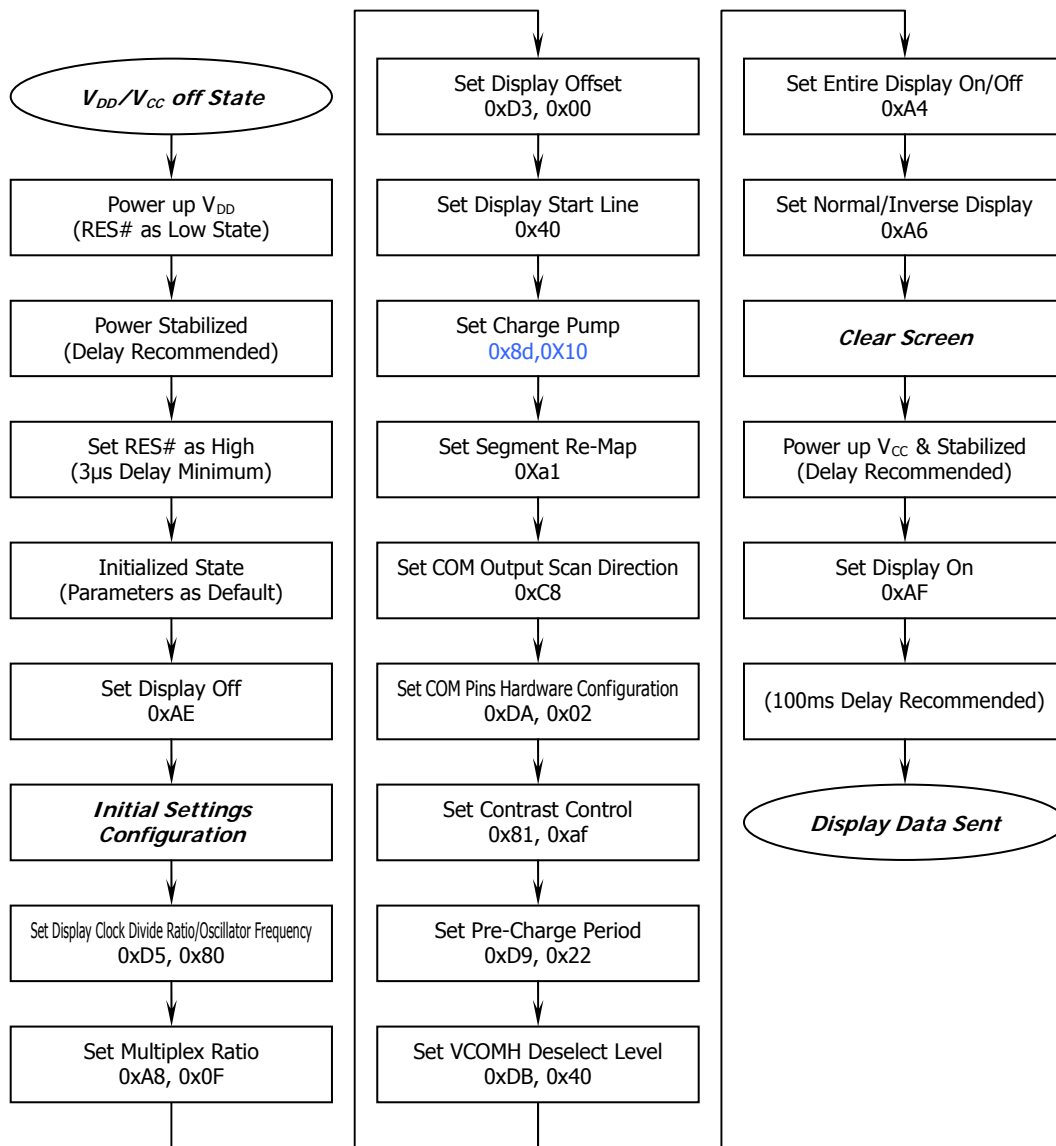 V_DD/V_CC off State
Power up V_DD
(RES# as Low State)
Power Stabilized
(Delay Recommended)
Set RES# as High
(3µs Delay Minimum)
Initialized State
(Parameters as Default)
Set Display Off
0xAE
Initial Settings
Configuration
Set Display Clock Divide Ratio/Oscillator Frequency
0xD5, 0x80
Set Multiplex Ratio
0xA8, 0x0F
Set Display Offset
0xD3, 0x00
Set Display Start Line
0x40
Set Charge Pump
0x8d,0X10
Set Segment Re-Map
0Xa1
Set COM Output Scan Direction
0xC8
Set COM Pins Hardware Configuration
0xDA, 0x02
Set Contrast Control
0x81, 0xaf
Set Pre-Charge Period
0xD9, 0x22
Set VCOMH Deselect Level
0xDB, 0x40
Set Entire Display On/Off
0xA4
Set Normal/Inverse Display
0xA6
Clear Screen
Power up V_CC & Stabilized
(Delay Recommended)
Set Display On
0xAF
(100ms Delay Recommended)
Display Data Sent